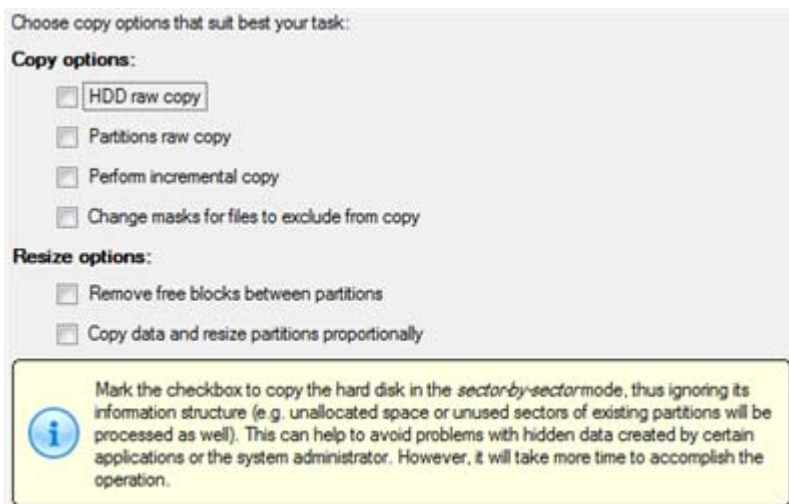 Choose copy options that suit best your task:
Copy options:
HDD raw copy
Partitions raw copy
Perform incremental copy
Change masks for files to exclude from copy
Resize options:
Remove free blocks between partitions
Copy data and resize partitions proportionally
Mark the checkbox to copy the hard disk in the sector-by-sector mode, thus ignoring its
information structure (e.g. unallocated space or unused sectors of existing partitions will be
processed as well). This can help to avoid problems with hidden data created by certain
applications or the system administrator. However, it will take more time to accomplish the
operation.